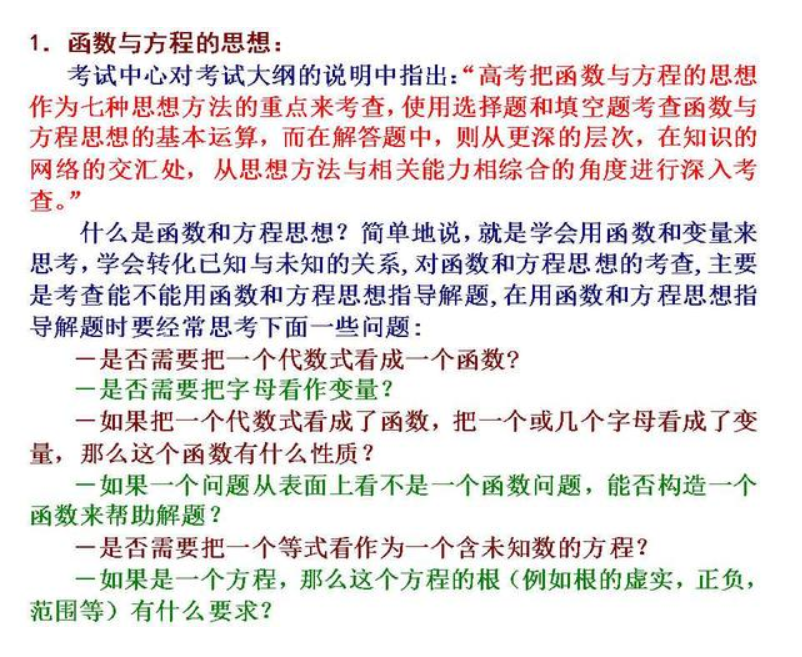 1．函数与方程的思想：
考试中心对考试大纲的说明中指出：“高考把函数与方程的思想
作为七种思想方法的重点来考查，使用选择题和填空题考查函数与
方程思想的基本运算，而在解答题中，则从更深的层次，在知识的
网络的交汇处，从思想方法与相关能力相综合的角度进行深入考
查。”
什么是函数和方程思想？简单地说，就是学会用函数和变量来
思考，学会转化已知与未知的关系，对函数和方程思想的考查，主要
是考查能不能用函数和方程思想指导解题，在用函数和方程思想指
导解题时要经常思考下面一些问题：
－是否需要把一个代数式看成一个函数？
－是否需要把字母看作变量？
－如果把一个代数式看成了函数，把一个或几个字母看成了变
量，那么这个函数有什么性质？
－如果一个问题从表面上看不是一个函数问题，能否构造一个
函数来帮助解题？
－是否需要把一个等式看作为一个含未知数的方程？
－如果是一个方程，那么这个方程的根（例如根的虚实，正负，
范围等）有什么要求？